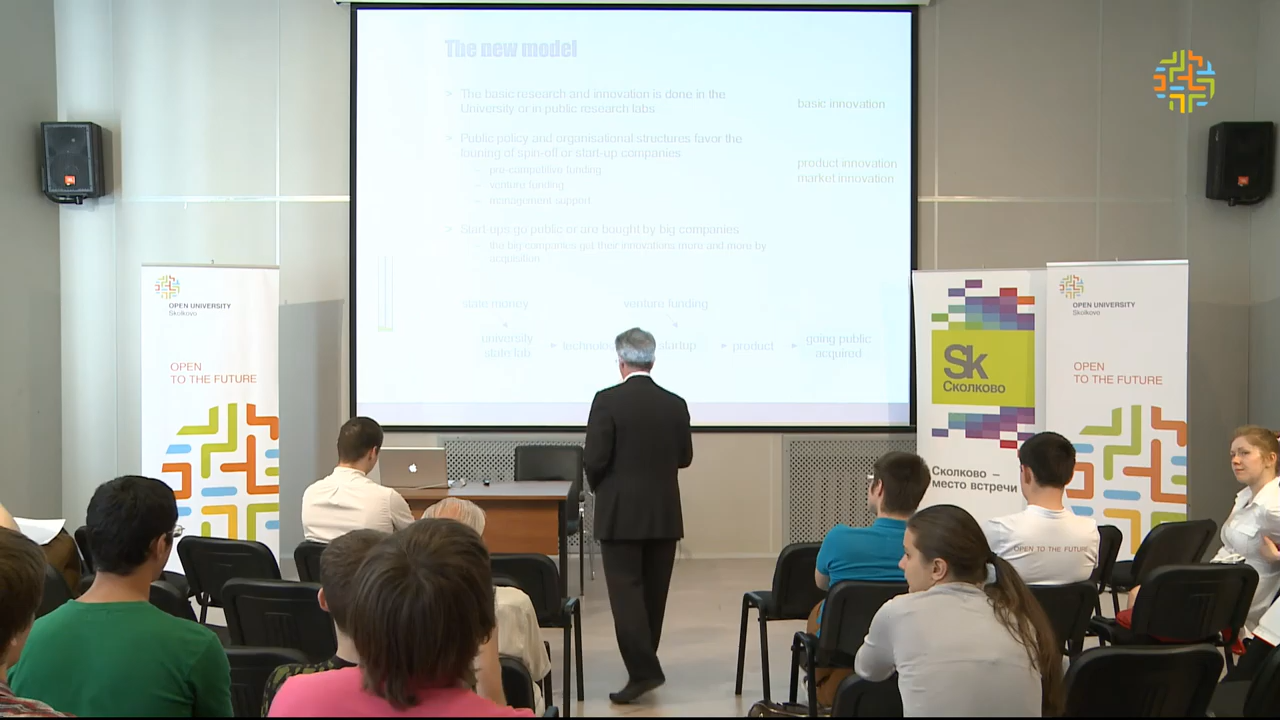 The new model
> The basic research and innovation is done in the
University or in public research labs
basic innovation
> Public policy and organisational structures favor the
founing of spin-off or start-up companies
– pre-competitive funding
– venture funding
– management support
product innovation
market innovation
> Start-ups go public or are bought by big companies
– the big companies get their innovations more and more by
acquisition
state money
venture funding
university
state lab
startup
product
going public
acquired
OPEN UNIVERSITY
Skolkovo
OPEN
TO THE FUTURE
Sk
Сколково
Сколково –
место встречи
OPEN UNIVERSITY
Skolkovo
OPEN
TO THE FUTURE
OPEN TO THE FUTURE
JBL
JBL